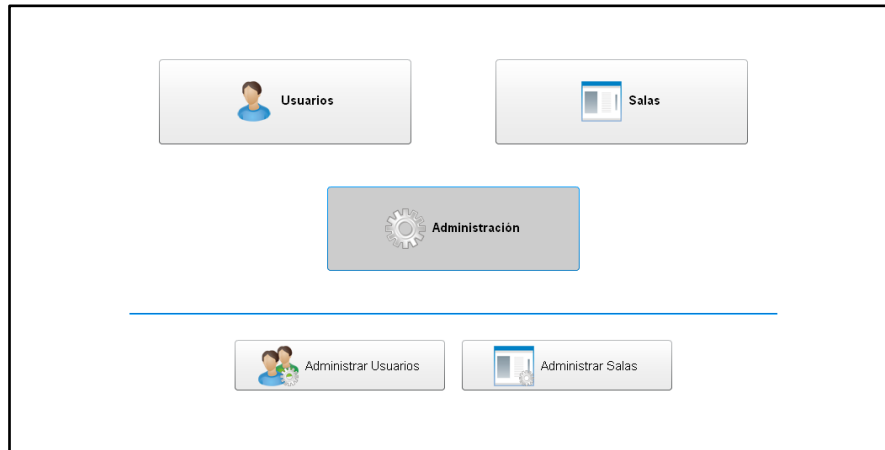 Usuarios
Salas
Administración
Administrar Usuarios
Administrar Salas